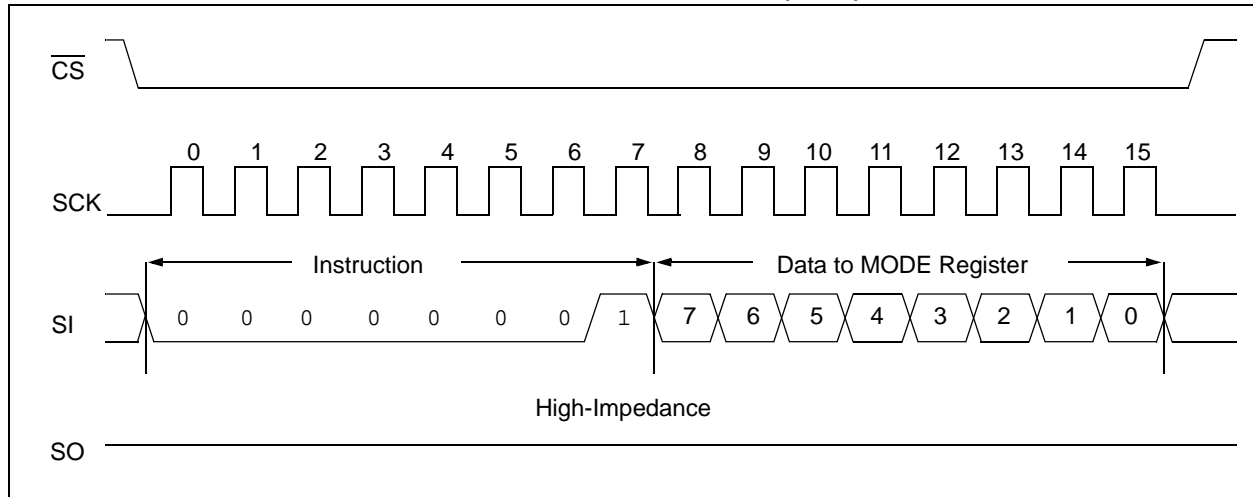 CS
0 1 2 3 4 5 6 7 8 9 10 11 12 13 14 15
SCK
Instruction Data to MODE Register
SI 0 0 0 0 0 0 0 1 7 6 5 4 3 2 1 0
High-Impedance
SO